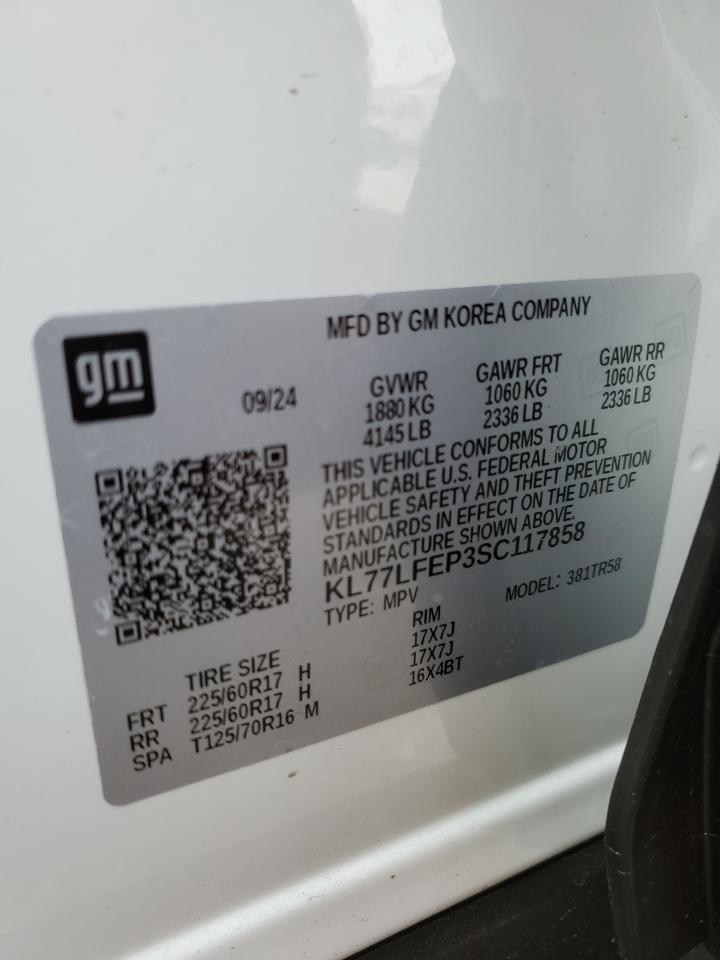 gm
MFD BY GM KOREA COMPANY
09/24
GVWR
1880 KG
4145 LB
GAWR FRT
1060 KG
2336 LB
GAWR RR
1060 KG
2336 LB
THIS VEHICLE CONFORMS TO ALL
APPLICABLE U.S. FEDERAL MOTOR
VEHICLE SAFETY AND THEFT PREVENTION
STANDARDS IN EFFECT ON THE DATE OF
MANUFACTURE SHOWN ABOVE.
KL77LFEP3SC117858
TYPE: MPV
MODEL: 381TR58
TIRE SIZE RIM
FRT 225/60R17 H 17X7J
RR 225/60R17 H 17X7J
SPA T125/70R16 M 16X4BT